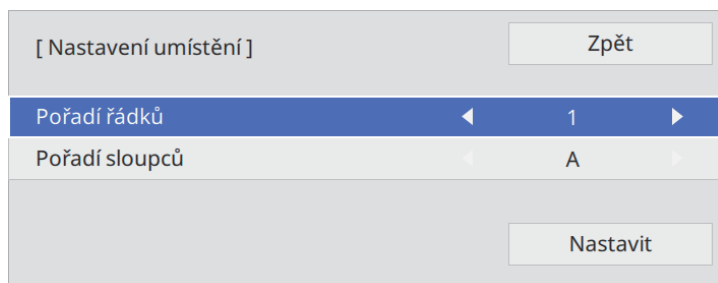 [ Nastavení umístění ]
Zpět
Pořadí řádků 1
Pořadí sloupců A
Nastavit